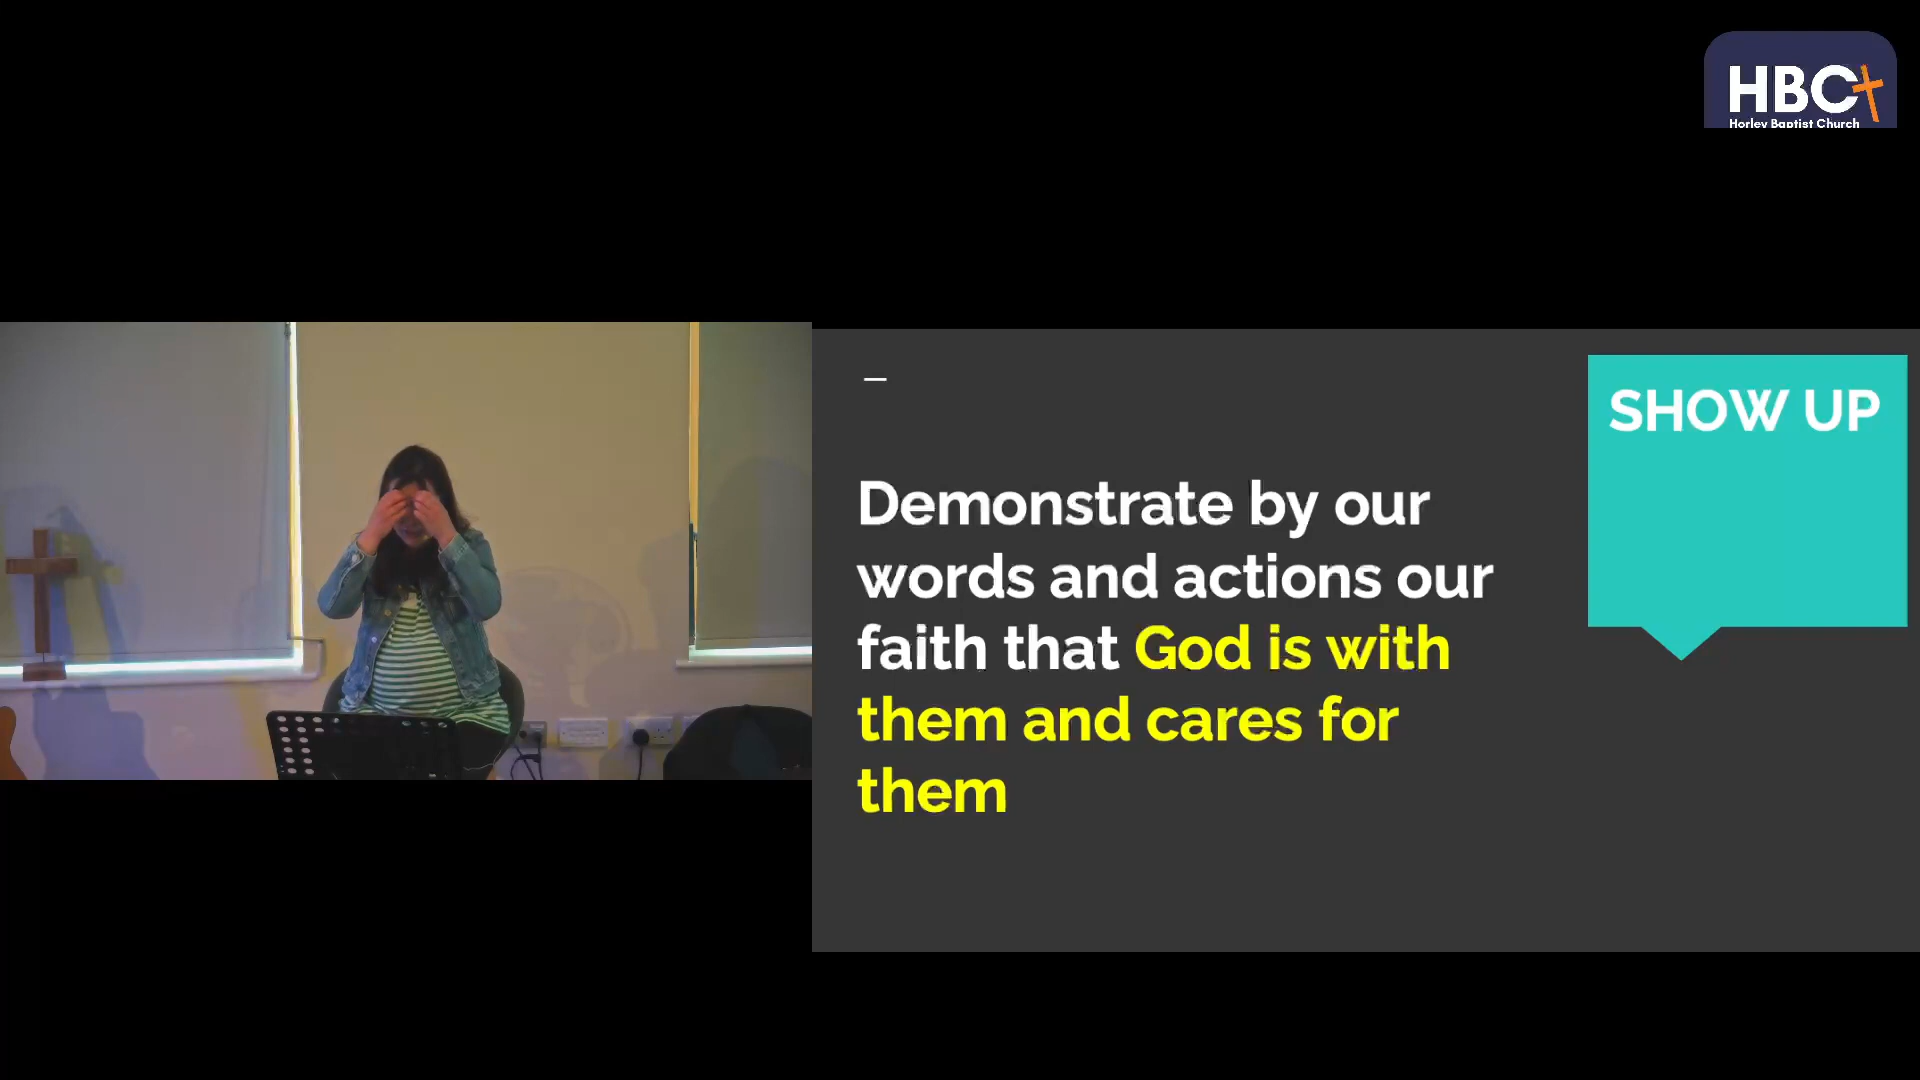 HBC
Horley Baptist Church
SHOW UP
Demonstrate by our
words and actions our
faith that God is with
them and cares for
them